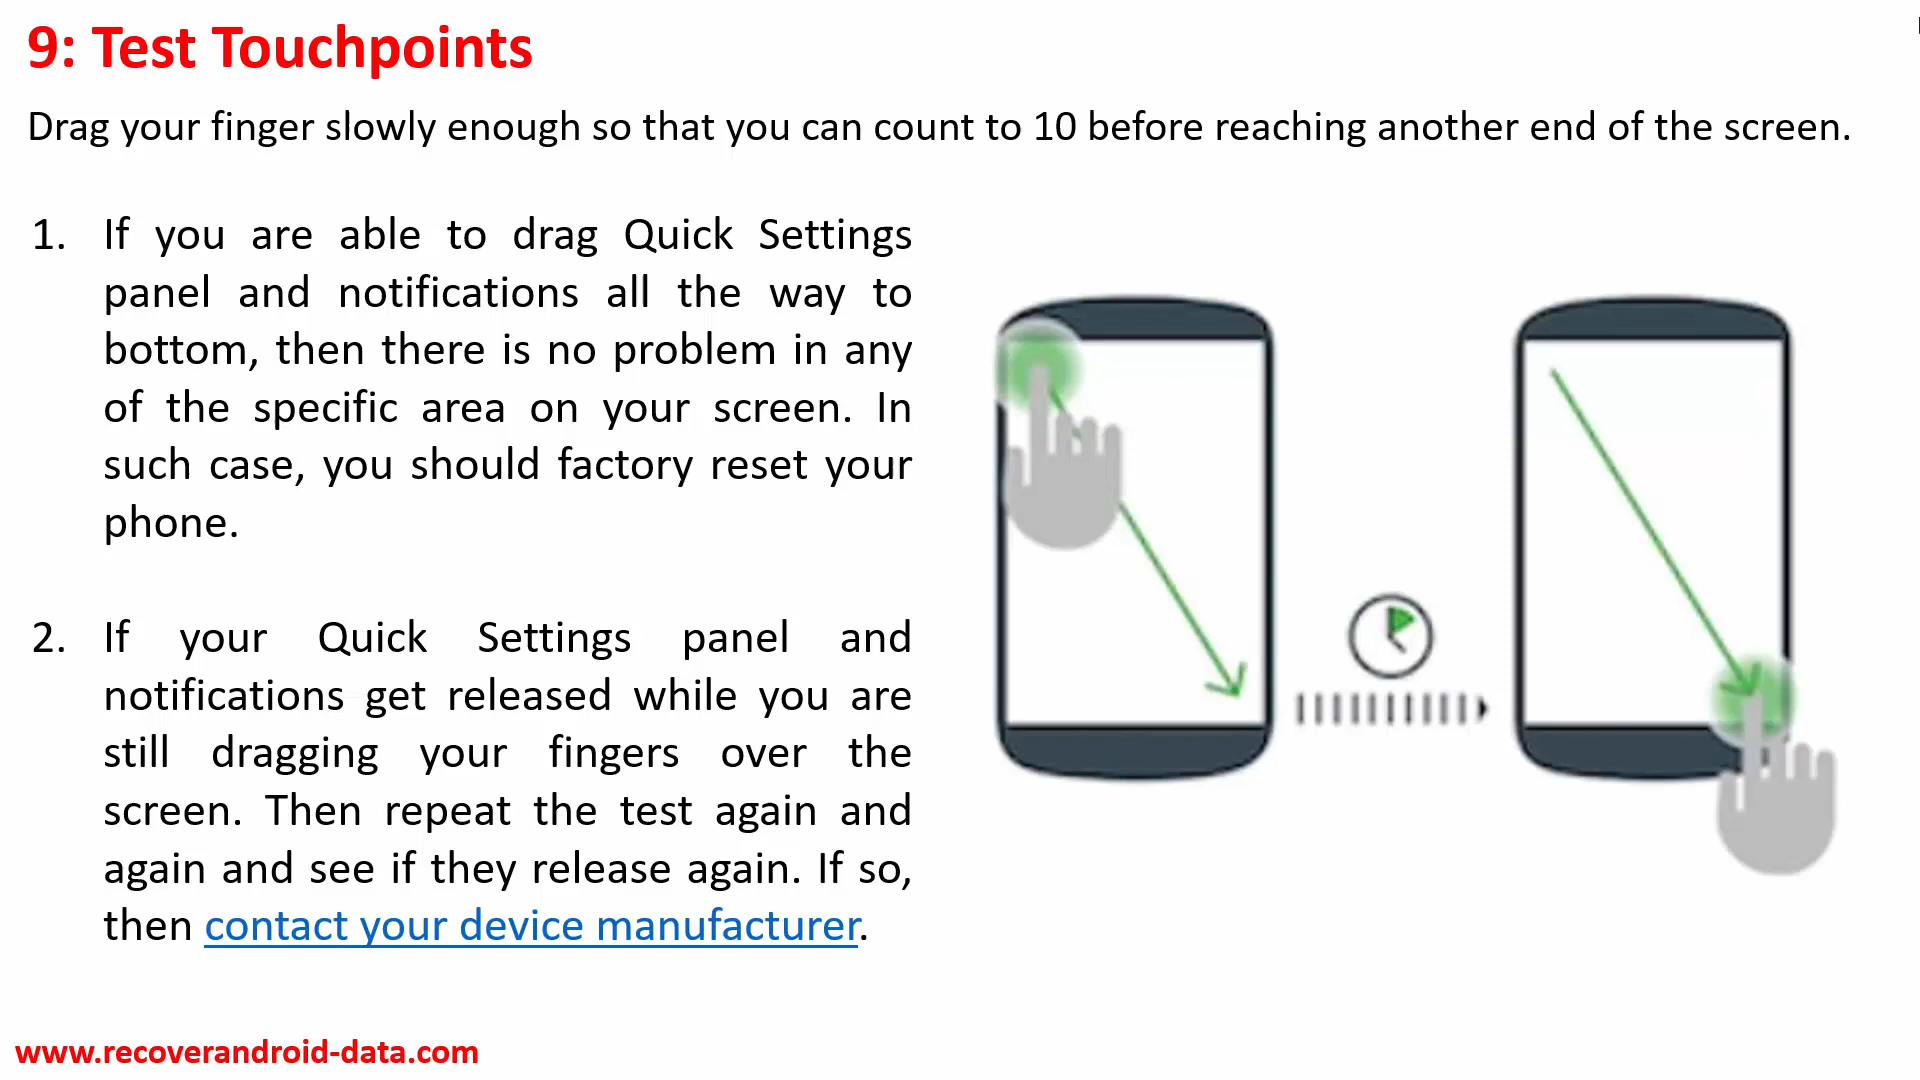 9: Test Touchpoints
Drag your finger slowly enough so that you can count to 10 before reaching another end of the screen.
1. If you are able to drag Quick Settings
panel and notifications all the way to
bottom, then there is no problem in any
of the specific area on your screen. In
such case, you should factory reset your
phone.
2. If your Quick Settings panel and
notifications get released while you are
still dragging your fingers over the
screen. Then repeat the test again and
again and see if they release again. If so,
then contact your device manufacturer.
www.recoverandroid-data.com